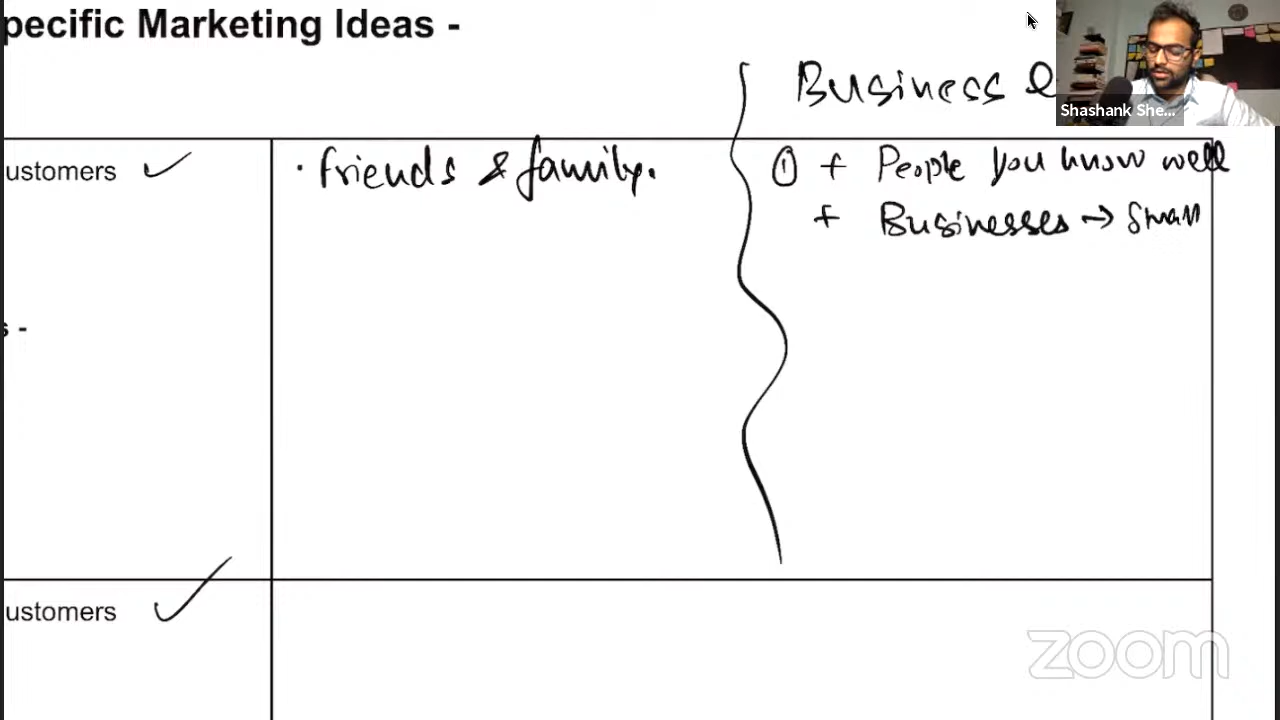 pecific Marketing Ideas -
Business
Shashank She...
ustomers
• friends & family.
① + People you know well
+ Businesses → Small
s -
ustomers
zoom